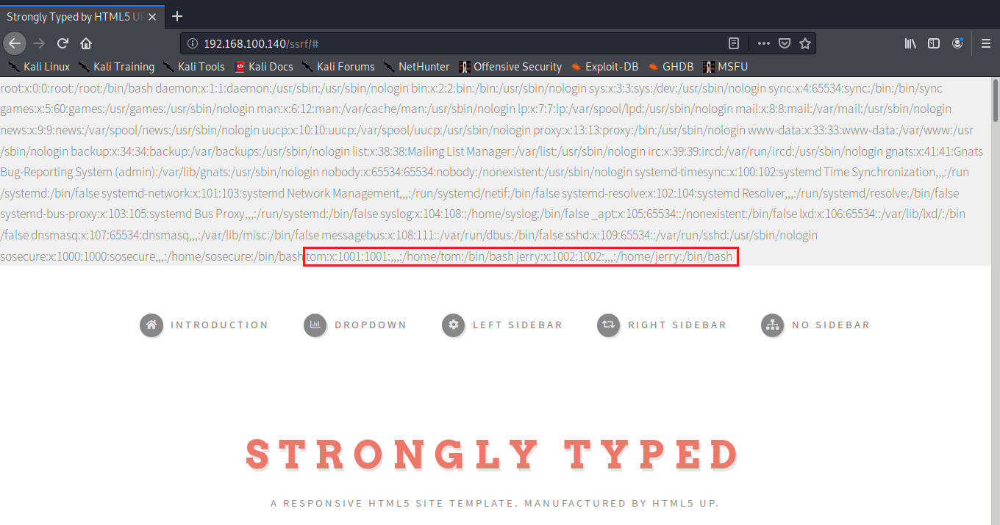 Strongly Typed by HTML5 UP
192.168.100.140/ssrf/#
Kali Linux Kali Training Kali Tools Kali Docs Kali Forums NetHunter Offensive Security Exploit-DB GHDB MSFU
root:x:0:0:root:/root:/bin/bash daemon:x:1:1:daemon:/usr/sbin:/usr/sbin/nologin bin:x:2:2:bin:/bin:/usr/sbin/nologin sys:x:3:3:sys:/dev:/usr/sbin/nologin sync:x:4:65534:sync:/bin:/bin/sync
games:x:5:60:games:/usr/games:/usr/sbin/nologin man:x:6:12:man:/var/cache/man:/usr/sbin/nologin lp:x:7:7:lp:/var/spool/lpd:/usr/sbin/nologin mail:x:8:8:mail:/var/mail:/usr/sbin/nologin
news:x:9:9:news:/var/spool/news:/usr/sbin/nologin uucp:x:10:10:uucp:/var/spool/uucp:/usr/sbin/nologin proxy:x:13:13:proxy:/bin:/usr/sbin/nologin www-data:x:33:33:www-data:/var/www:/usr
/sbin/nologin backup:x:34:34:backup:/var/backups:/usr/sbin/nologin list:x:38:38:Mailing List Manager:/var/list:/usr/sbin/nologin irc:x:39:39:ircd:/var/run/ircd:/usr/sbin/nologin gnats:x:41:41:Gnats
Bug-Reporting System (admin):/var/lib/gnats:/usr/sbin/nologin nobody:x:65534:65534:nobody:/nonexistent:/usr/sbin/nologin systemd-timesync:x:100:102:systemd Time Synchronization,,,:/run
/systemd:/bin/false systemd-network:x:101:103:systemd Network Management,,,:/run/systemd/netif:/bin/false systemd-resolve:x:102:104:systemd Resolver,,,:/run/systemd/resolve:/bin/false
systemd-bus-proxy:x:103:105:systemd Bus Proxy,,,:/run/systemd:/bin/false syslog:x:104:108::/home/syslog:/bin/false _apt:x:105:65534::/nonexistent:/bin/false lxd:x:106:65534::/var/lib/lxd/:/bin
/false dnsmasq:x:107:65534:dnsmasq,,,:/var/lib/misc:/bin/false messagebus:x:108:111::/var/run/dbus:/bin/false sshd:x:109:65534::/var/run/sshd:/usr/sbin/nologin
sosecure:x:1000:1000:sosecure,,,:/home/sosecure:/bin/bash tom:x:1001:1001:,,,:/home/tom:/bin/bash jerry:x:1002:1002:,,,:/home/jerry:/bin/bash
INTRODUCTION DROPDOWN LEFT SIDEBAR RIGHT SIDEBAR NO SIDEBAR
STRONGLY TYPED
A RESPONSIVE HTML5 SITE TEMPLATE. MANUFACTURED BY HTML5 UP.